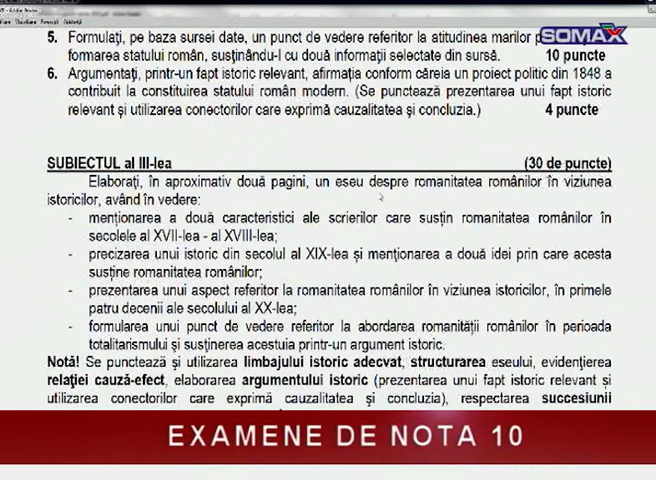 5. Formulați, pe baza sursei date, un punct de vedere referitor la atitudinea marilor
SOMAX
formarea statului român, susținându-l cu două informații selectate din sursă. 10 puncte
6. Argumentați, printr-un fapt istoric relevant, afirmația conform căreia un proiect politic din 1848 a
contribuit la constituirea statului român modern. (Se punctează prezentarea unui fapt istoric
relevant și utilizarea conectorilor care exprimă cauzalitatea și concluzia.) 4 puncte
SUBIECTUL al III-lea (30 de puncte)
Elaborați, în aproximativ două pagini, un eseu despre romanitatea românilor în viziunea
istoricilor, având în vedere:
- menționarea a două caracteristici ale scrierilor care susțin romanitatea românilor în
secolele al XVII-lea - al XVIII-lea;
- precizarea unui istoric din secolul al XIX-lea și menționarea a două idei prin care acesta
susține romanitatea românilor;
- prezentarea unui aspect referitor la romanitatea românilor în viziunea istoricilor, în primele
patru decenii ale secolului al XX-lea;
- formularea unui punct de vedere referitor la abordarea romanității românilor în perioada
totalitarismului și susținerea acestuia printr-un argument istoric.
Notă! Se punctează și utilizarea limbajului istoric adecvat, structurarea eseului, evidențierea
relației cauză-efect, elaborarea argumentului istoric (prezentarea unui fapt istoric relevant și
utilizarea conectorilor care exprimă cauzalitatea și concluzia), respectarea succesiunii
EXAMENE DE NOTA 10